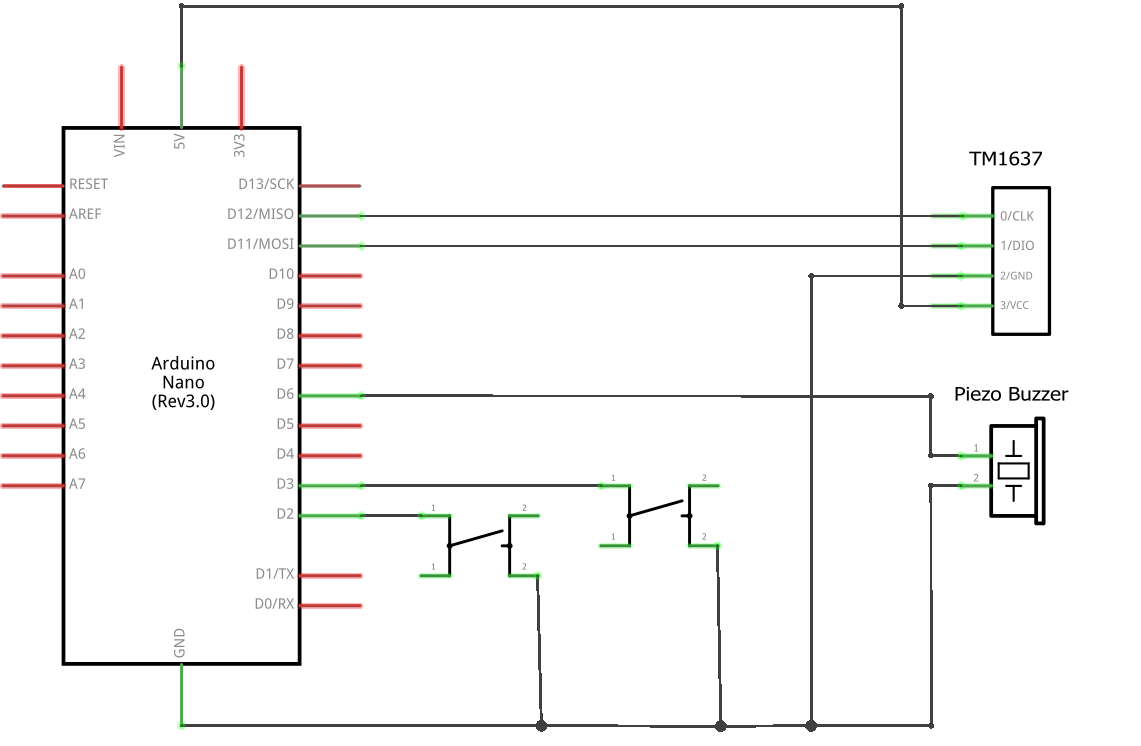 TM1637
VIN
5V
3V3
RESET
D13/SCK
AREF
D12/MISO
0/CLK
D11/MOSI
1/DIO
A0
D10
2/GND
A1
D9
3/VCC
A2
D8
A3
D7
Arduino
Nano
(Rev3.0)
A4
D6
Piezo Buzzer
A5
D5
A6
D4
1
A7
D3
1
2
2
D2
1
2
1
2
D1/TX
1
2
D0/RX
GND